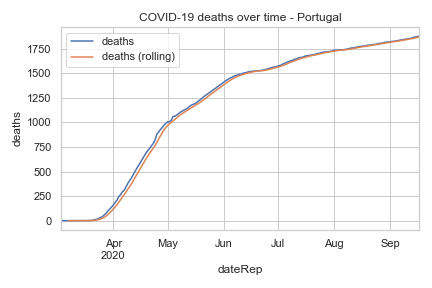 COVID-19 deaths over time - Portugal
deaths
deaths (rolling)
1750
1500
1250
1000
750
500
250
0
deaths
Apr May Jun Jul Aug Sep
2020
dateRep